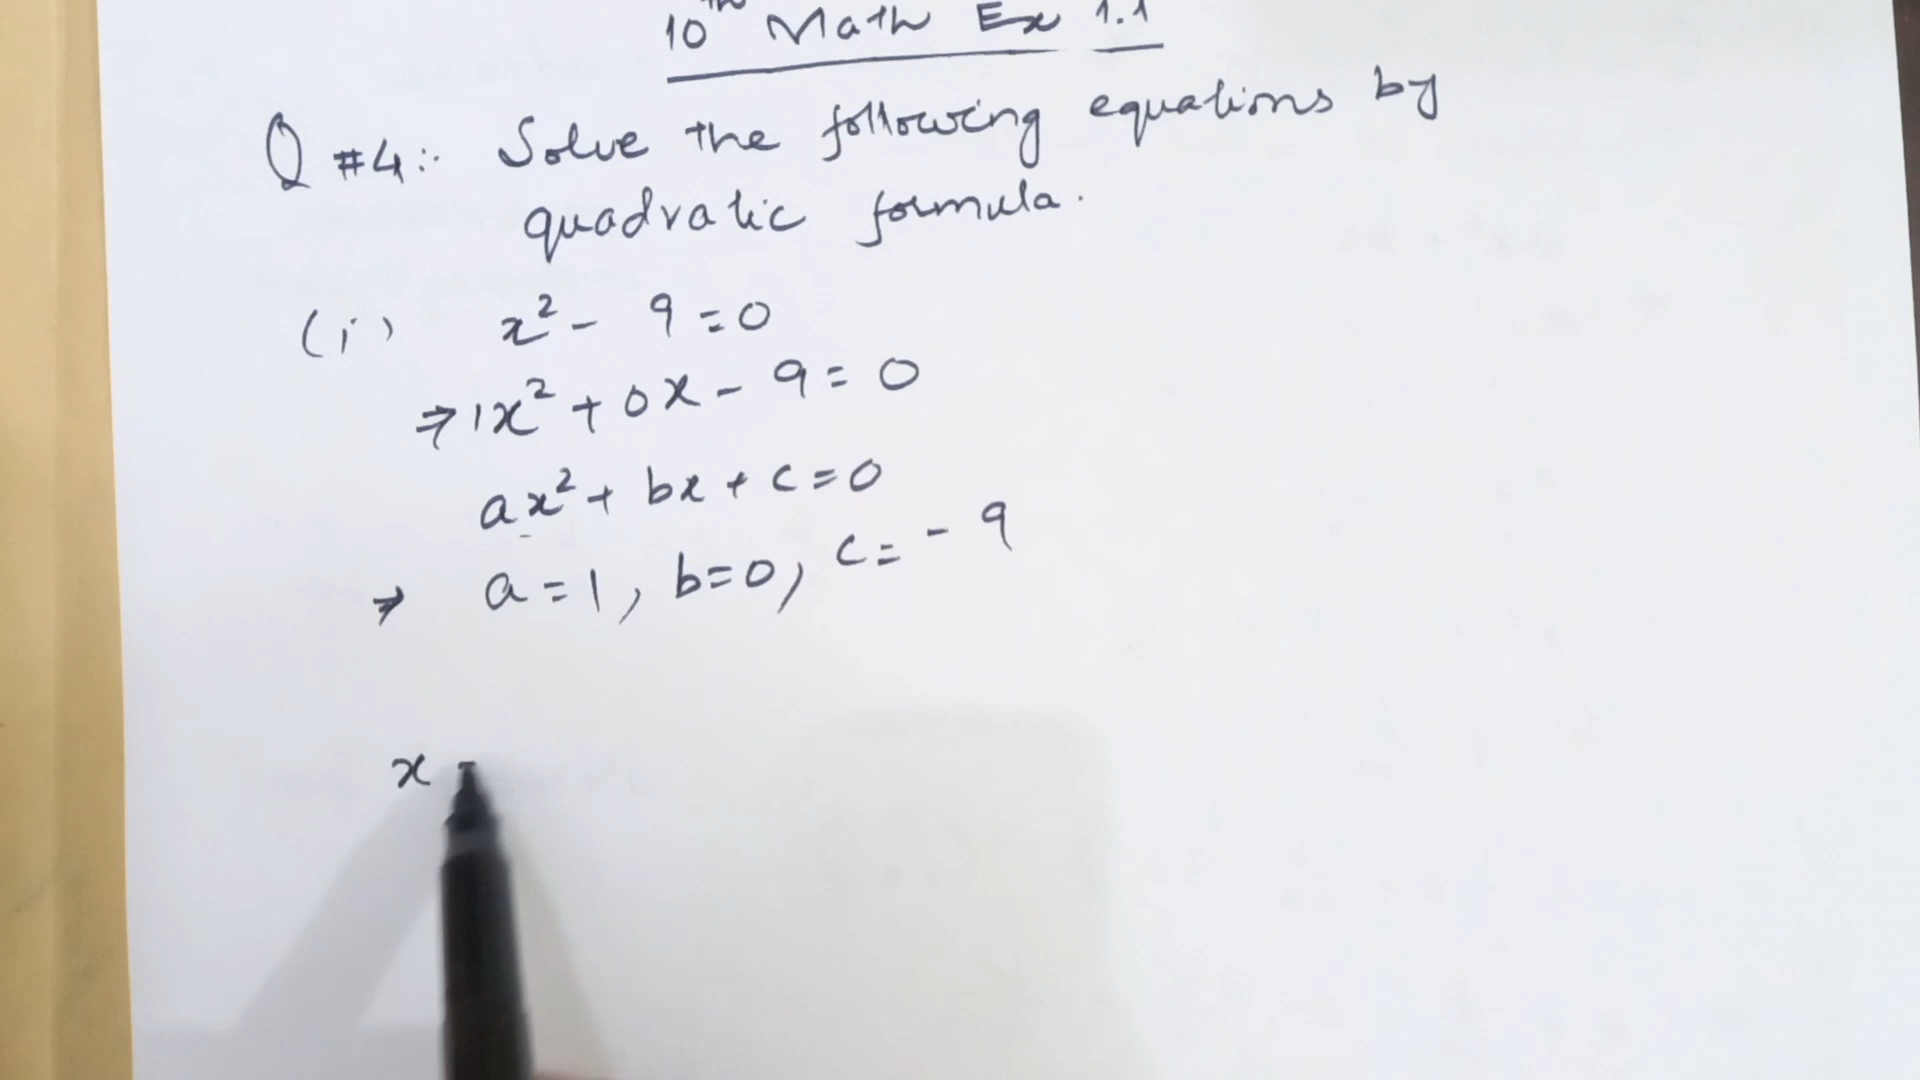 10th Math Ex 1.1
Q #4:- Solve the following equations by
quadratic formula.
(i) x² - 9 = 0
⇒ 1x² + 0x - 9 = 0
ax² + bx + c = 0
⇒ a = 1, b = 0, c = - 9
x